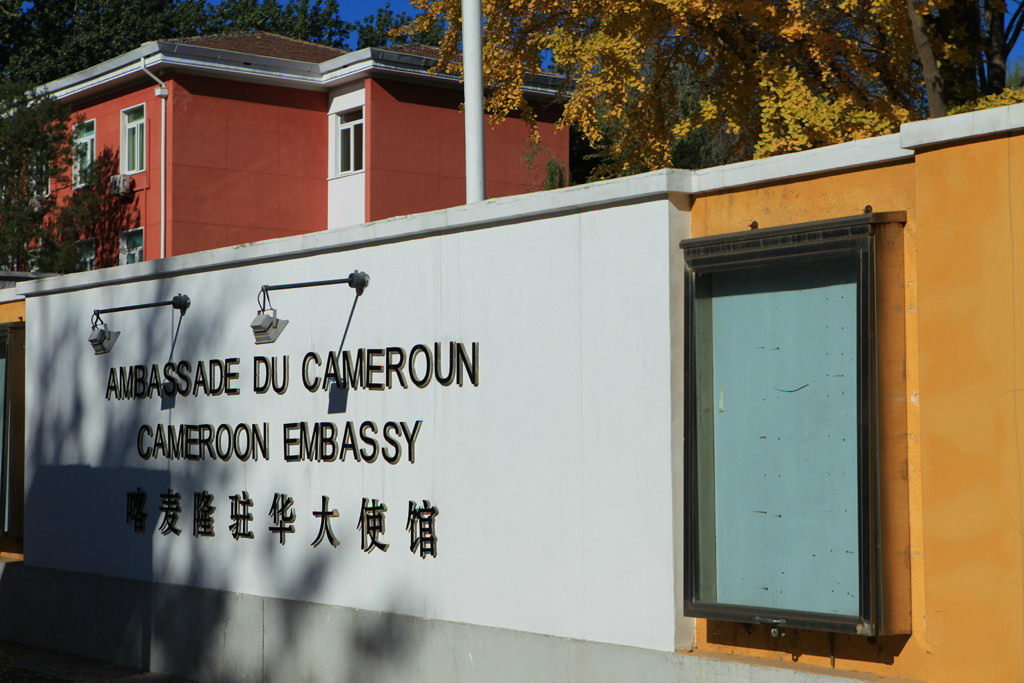 AMBASSADE DU CAMEROUN
CAMEROON EMBASSY
喀麦隆驻华大使馆